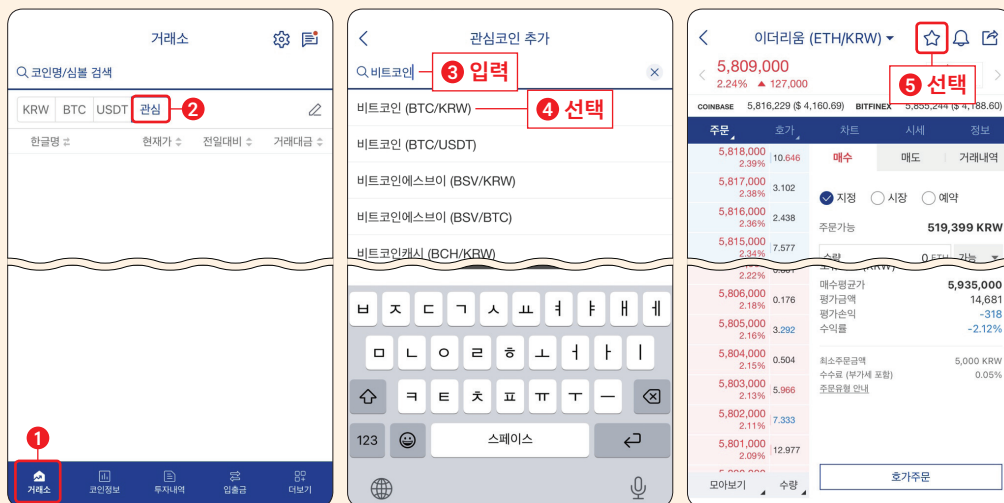 거래소
코인명/심볼 검색
KRW BTC USDT 관심 2
한글명 현재가 전일대비 거래대금
1
거래소 코인정보 투자내역 입출금 더보기
관심코인 추가
비트코인 3 입력
비트코인 (BTC/KRW) 4 선택
비트코인 (BTC/USDT)
비트코인에스브이 (BSV/KRW)
비트코인에스브이 (BSV/BTC)
비트코인캐시 (BCH/KRW)
ㅂ ㅈ ㄷ ㄱ ㅅ ㅛ ㅕ ㅑ ㅐ ㅔ
ㅁ ㄴ ㅇ ㄹ ㅎ ㅗ ㅓ ㅏ ㅣ
ㅋ ㅌ ㅊ ㅍ ㅠ ㅜ ㅡ
123 스페이스
이더리움 (ETH/KRW)
5 선택
5,809,000
2.24% ▲ 127,000
COINBASE 5,816,229 ($ 4,160.69) BITFINEX 5,855,244 ($ 4,188.60)
주문 호가 차트 시세 정보
매수 매도 거래내역
지정 시장 예약
주문가능 519,399 KRW
수량 0 ETH 가능
매수평균가 5,935,000
평가금액 14,681
평가손익 -318
수익률 -2.12%
최소주문금액 5,000 KRW
수수료 (부가세 포함) 0.05%
주문유형 안내
호가주문
5,818,000
2.39% 10.646
5,817,000
2.38% 3.102
5,816,000
2.36% 2.438
5,815,000
2.34% 7.577
2.22%
5,806,000
2.18% 0.176
5,805,000
2.16% 3.292
5,804,000
2.15% 0.504
5,803,000
2.13% 5.966
5,802,000
2.11% 7.333
5,801,000
2.09% 12.977
모아보기 수량